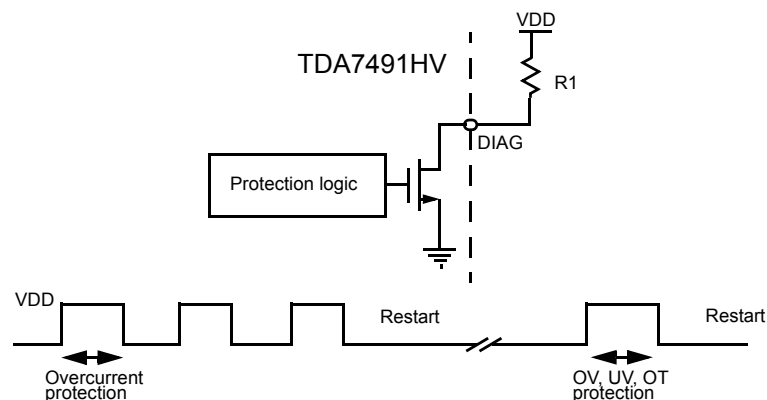 VDD
TDA7491HV
R1
DIAG
Protection logic
VDD
Restart
Restart
Overcurrent
protection
OV, UV, OT
protection